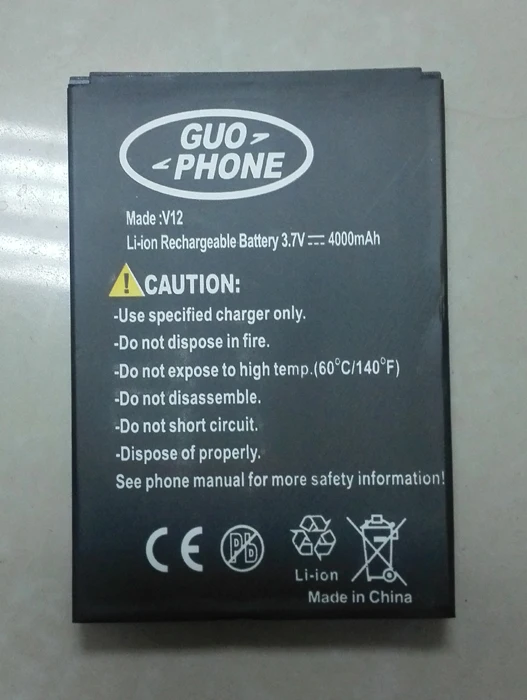 GUO
PHONE
Made :V12
Li-ion Rechargeable Battery 3.7V⎓ 4000mAh
! CAUTION:
-Use specified charger only.
-Do not dispose in fire.
-Do not expose to high temp.(60°C/140°F)
-Do not disassemble.
-Do not short circuit.
-Dispose of properly.
See phone manual for more safety information!
CE Pb
Li-ion
Made in China